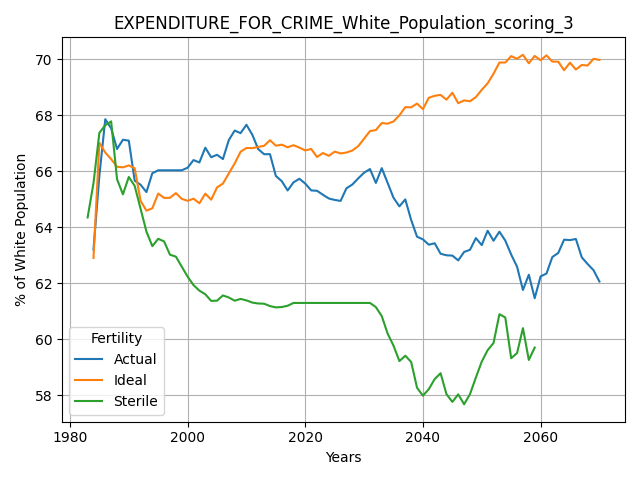 EXPENDITURE_FOR_CRIME_White_Population_scoring_3
% of White Population
70
68
66
64
62
60
58
Fertility
Actual
Ideal
Sterile
1980
2000
2020
2040
2060
Years